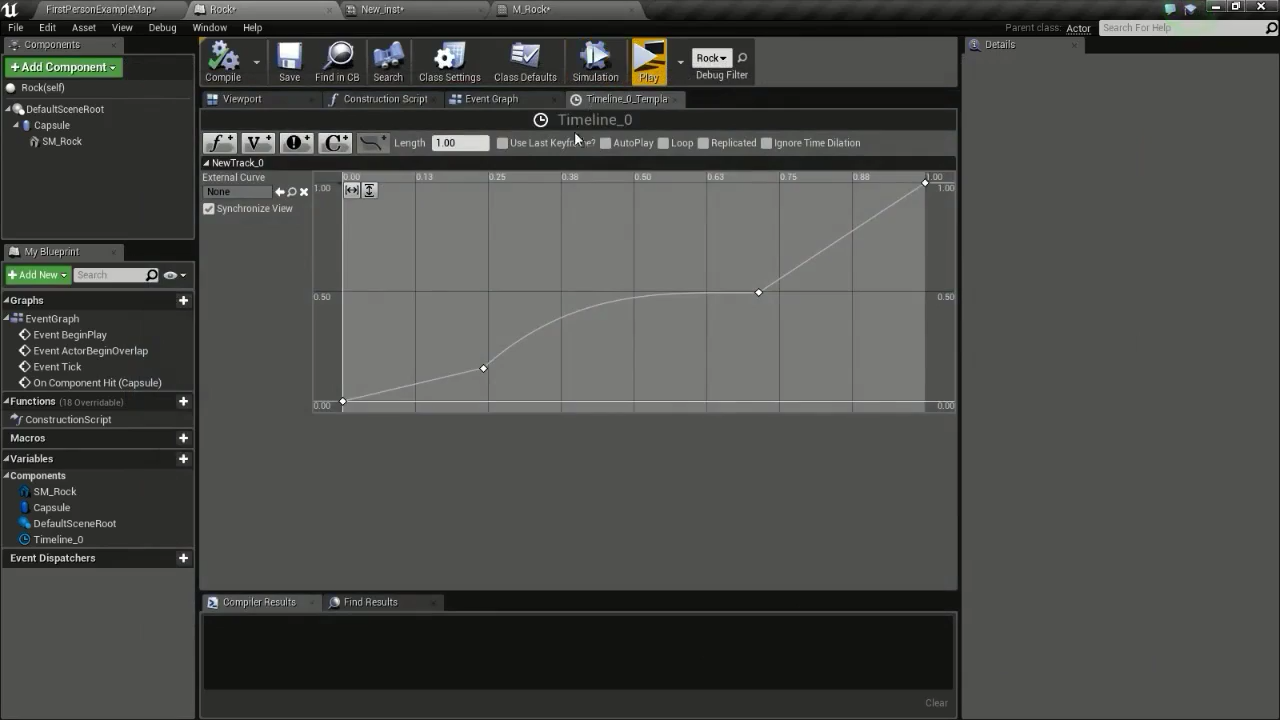 FirstPersonExampleMap*
Rock*
New_inst*
M_Rock*
File Edit Asset View Debug Window Help
Parent class: Actor
Search For Help
Components
+ Add Component
Rock(self)
DefaultSceneRoot
Capsule
SM_Rock
Compile
Save
Find in CB
Search
Class Settings
Class Defaults
Simulation
Play
Rock
Debug Filter
Details
Viewport
Construction Script
Event Graph
Timeline_0_Templa
Timeline_0
Length 1.00 Use Last Keyframe? AutoPlay Loop Replicated Ignore Time Dilation
NewTrack_0
External Curve
None
Synchronize View
0.00 0.13 0.25 0.38 0.50 0.63 0.75 0.88 1.00
1.00 1.00
0.50 0.50
0.00 0.00
My Blueprint
+ Add New
Search
Graphs
EventGraph
Event BeginPlay
Event ActorBeginOverlap
Event Tick
On Component Hit (Capsule)
Functions (18 Overridable)
ConstructionScript
Macros
Variables
Components
SM_Rock
Capsule
DefaultSceneRoot
Timeline_0
Event Dispatchers
Compiler Results
Find Results
Clear